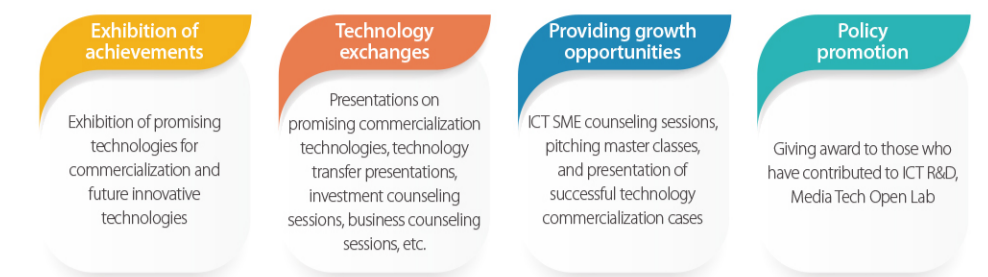 Exhibition of
achievements
Exhibition of promising
technologies for
commercialization and
future innovative
technologies
Technology
exchanges
Presentations on
promising commercialization
technologies, technology
transfer presentations,
investment counseling
sessions, business counseling
sessions, etc.
Providing growth
opportunities
ICT SME counseling sessions,
pitching master classes,
and presentation of
successful technology
commercialization cases
Policy
promotion
Giving award to those who
have contributed to ICT R&D,
Media Tech Open Lab